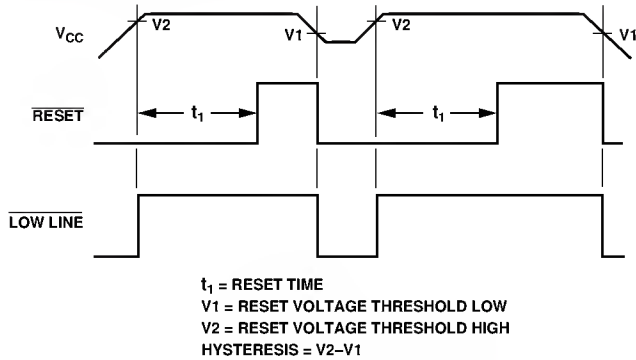 V2 V1 V2 V1
VCC
RESET
t1 t1
LOW LINE
t1 = RESET TIME
V1 = RESET VOLTAGE THRESHOLD LOW
V2 = RESET VOLTAGE THRESHOLD HIGH
HYSTERESIS = V2–V1